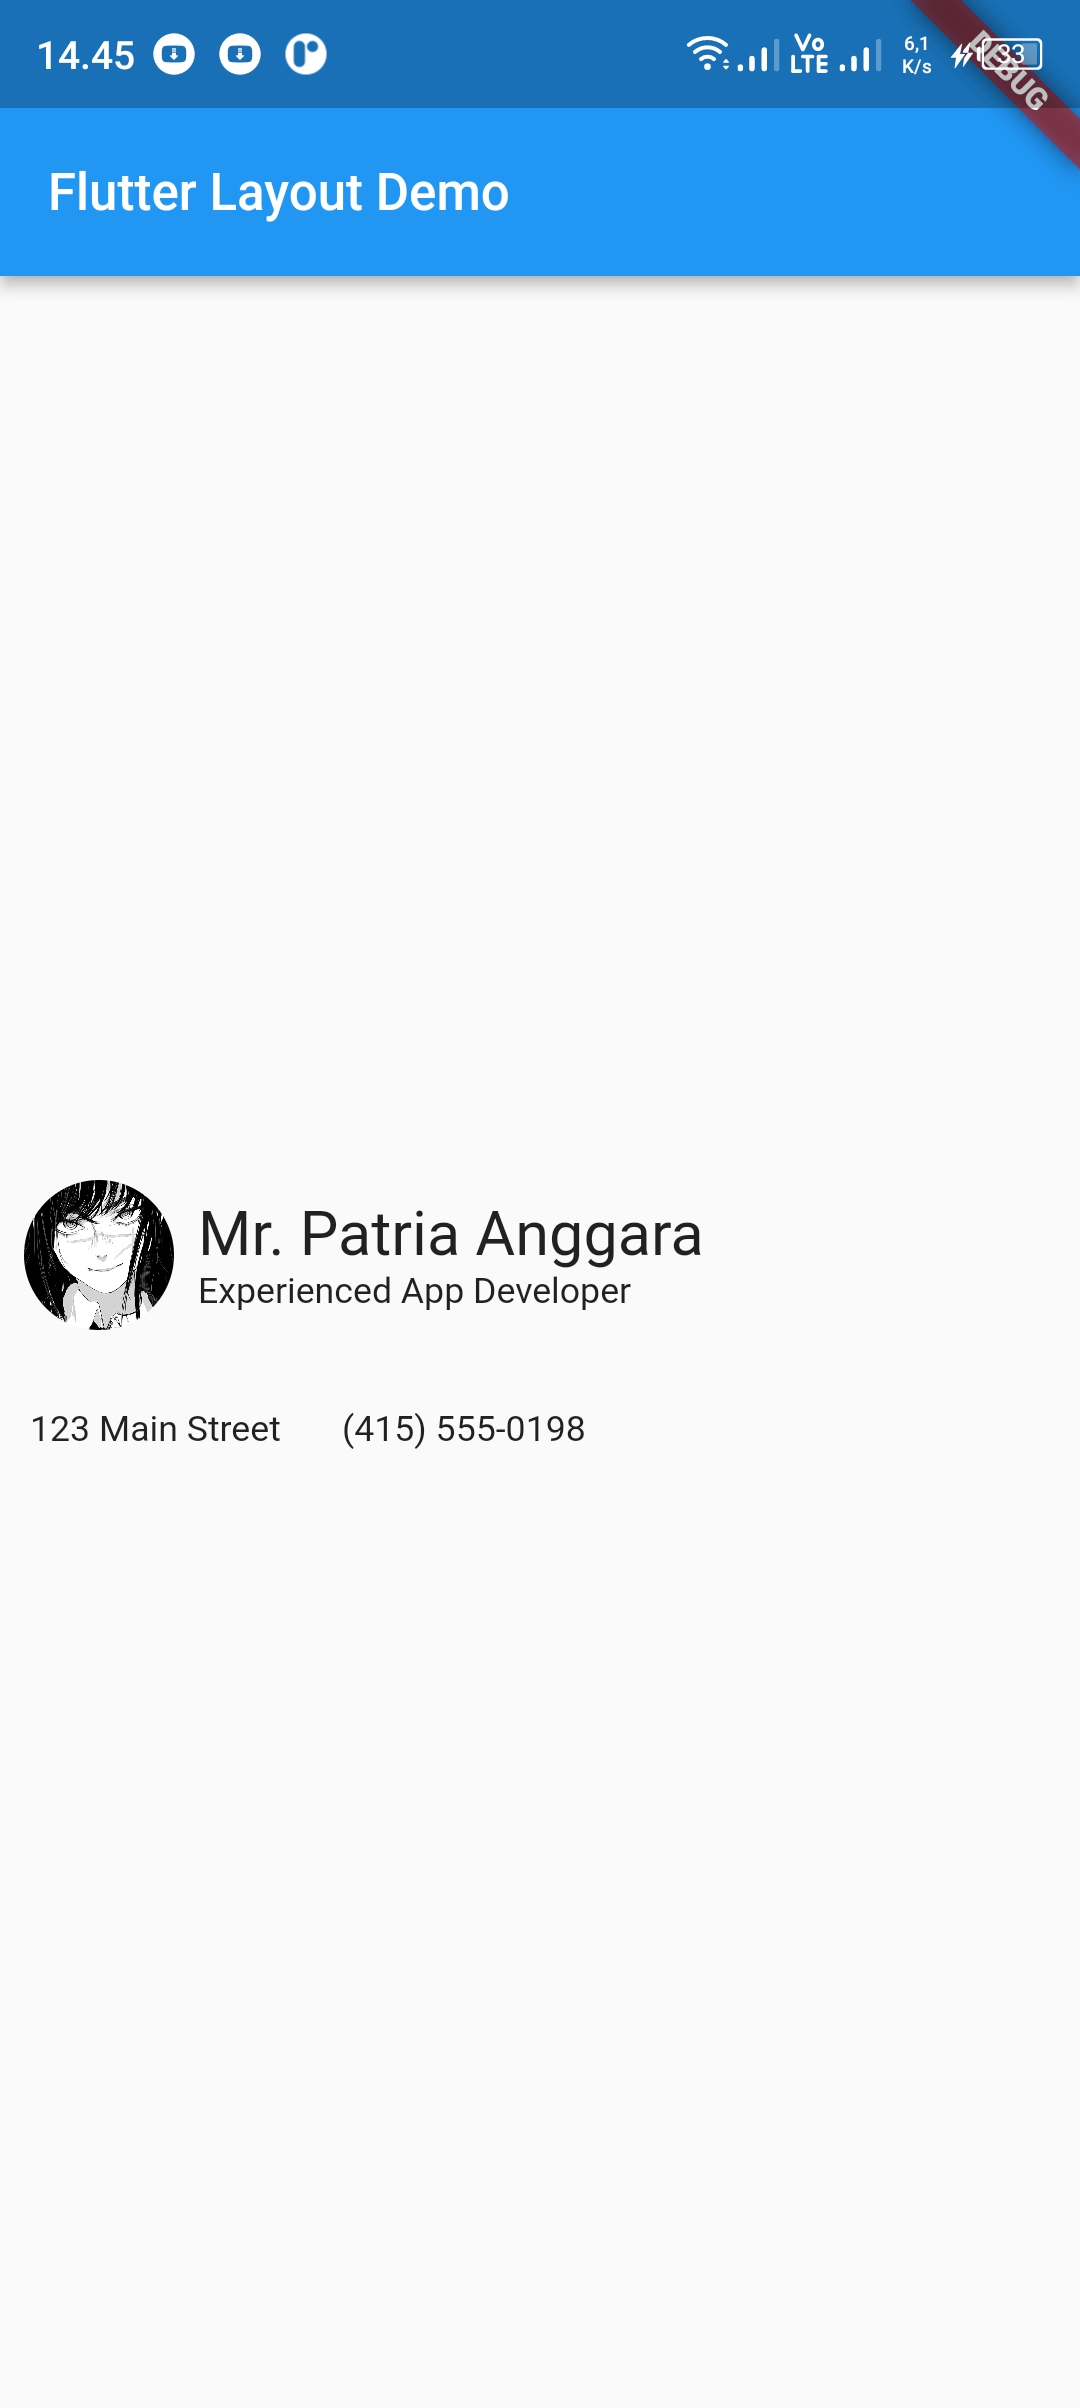 14.45 Vo LTE 6,1 K/s 33
DEBUG
Flutter Layout Demo
Mr. Patria Anggara
Experienced App Developer
123 Main Street (415) 555-0198